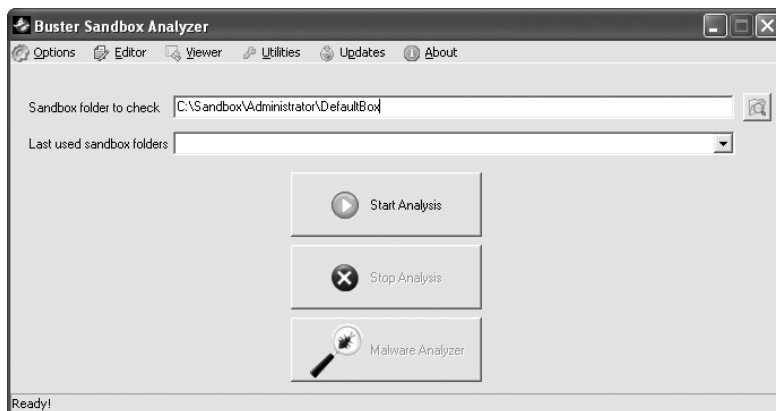 Buster Sandbox Analyzer
Options Editor Viewer Utilities Updates About
Sandbox folder to check C:\Sandbox\Administrator\DefaultBox
Last used sandbox folders
Start Analysis
Stop Analysis
Malware Analyzer
Ready!